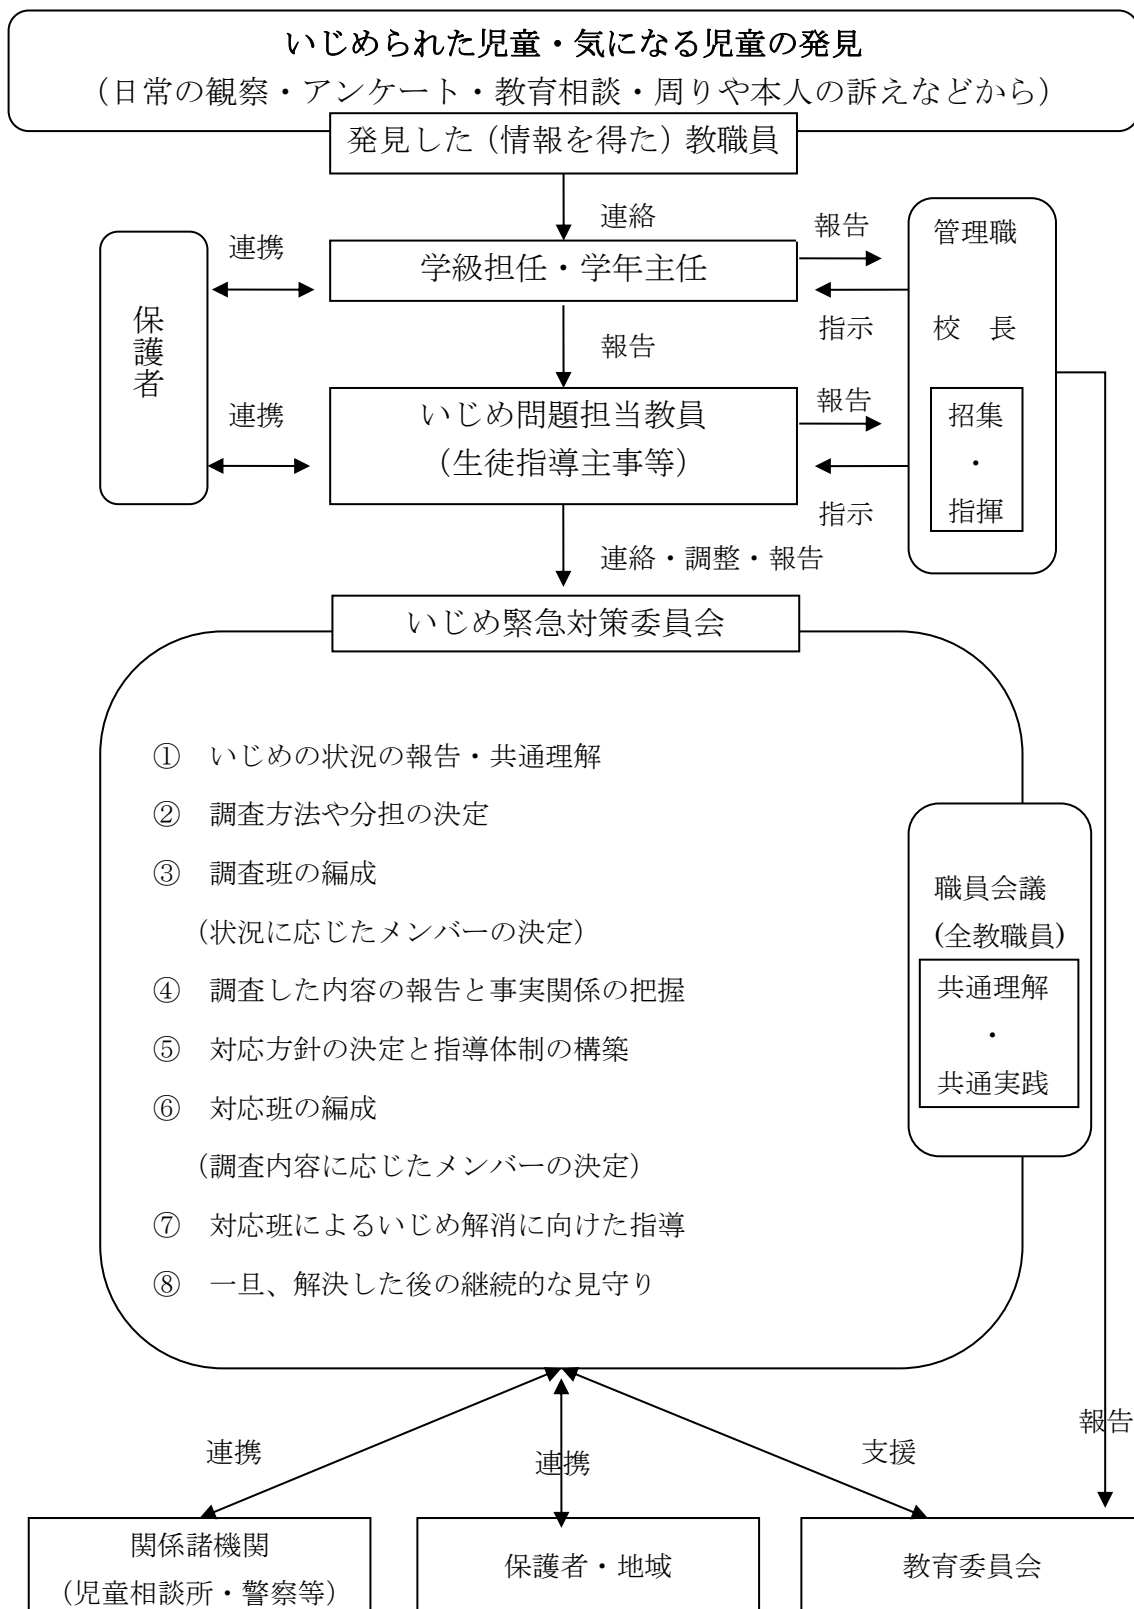 いじめられた児童・気になる児童の発見
（日常の観察・アンケート・教育相談・周りや本人の訴えなどから）
発見した（情報を得た）教職員
連絡
学級担任・学年主任
連携
報告
指示
管理職
校　長
招集
・
指揮
保護者
報告
いじめ問題担当教員
（生徒指導主事等）
連携
報告
指示
連絡・調整・報告
いじめ緊急対策委員会
①　いじめの状況の報告・共通理解
②　調査方法や分担の決定
③　調査班の編成
（状況に応じたメンバーの決定）
④　調査した内容の報告と事実関係の把握
⑤　対応方針の決定と指導体制の構築
⑥　対応班の編成
（調査内容に応じたメンバーの決定）
⑦　対応班によるいじめ解消に向けた指導
⑧　一旦、解決した後の継続的な見守り
職員会議
(全教職員)
共通理解
・
共通実践
連携
連携
支援
報告
関係諸機関
（児童相談所・警察等）
保護者・地域
教育委員会